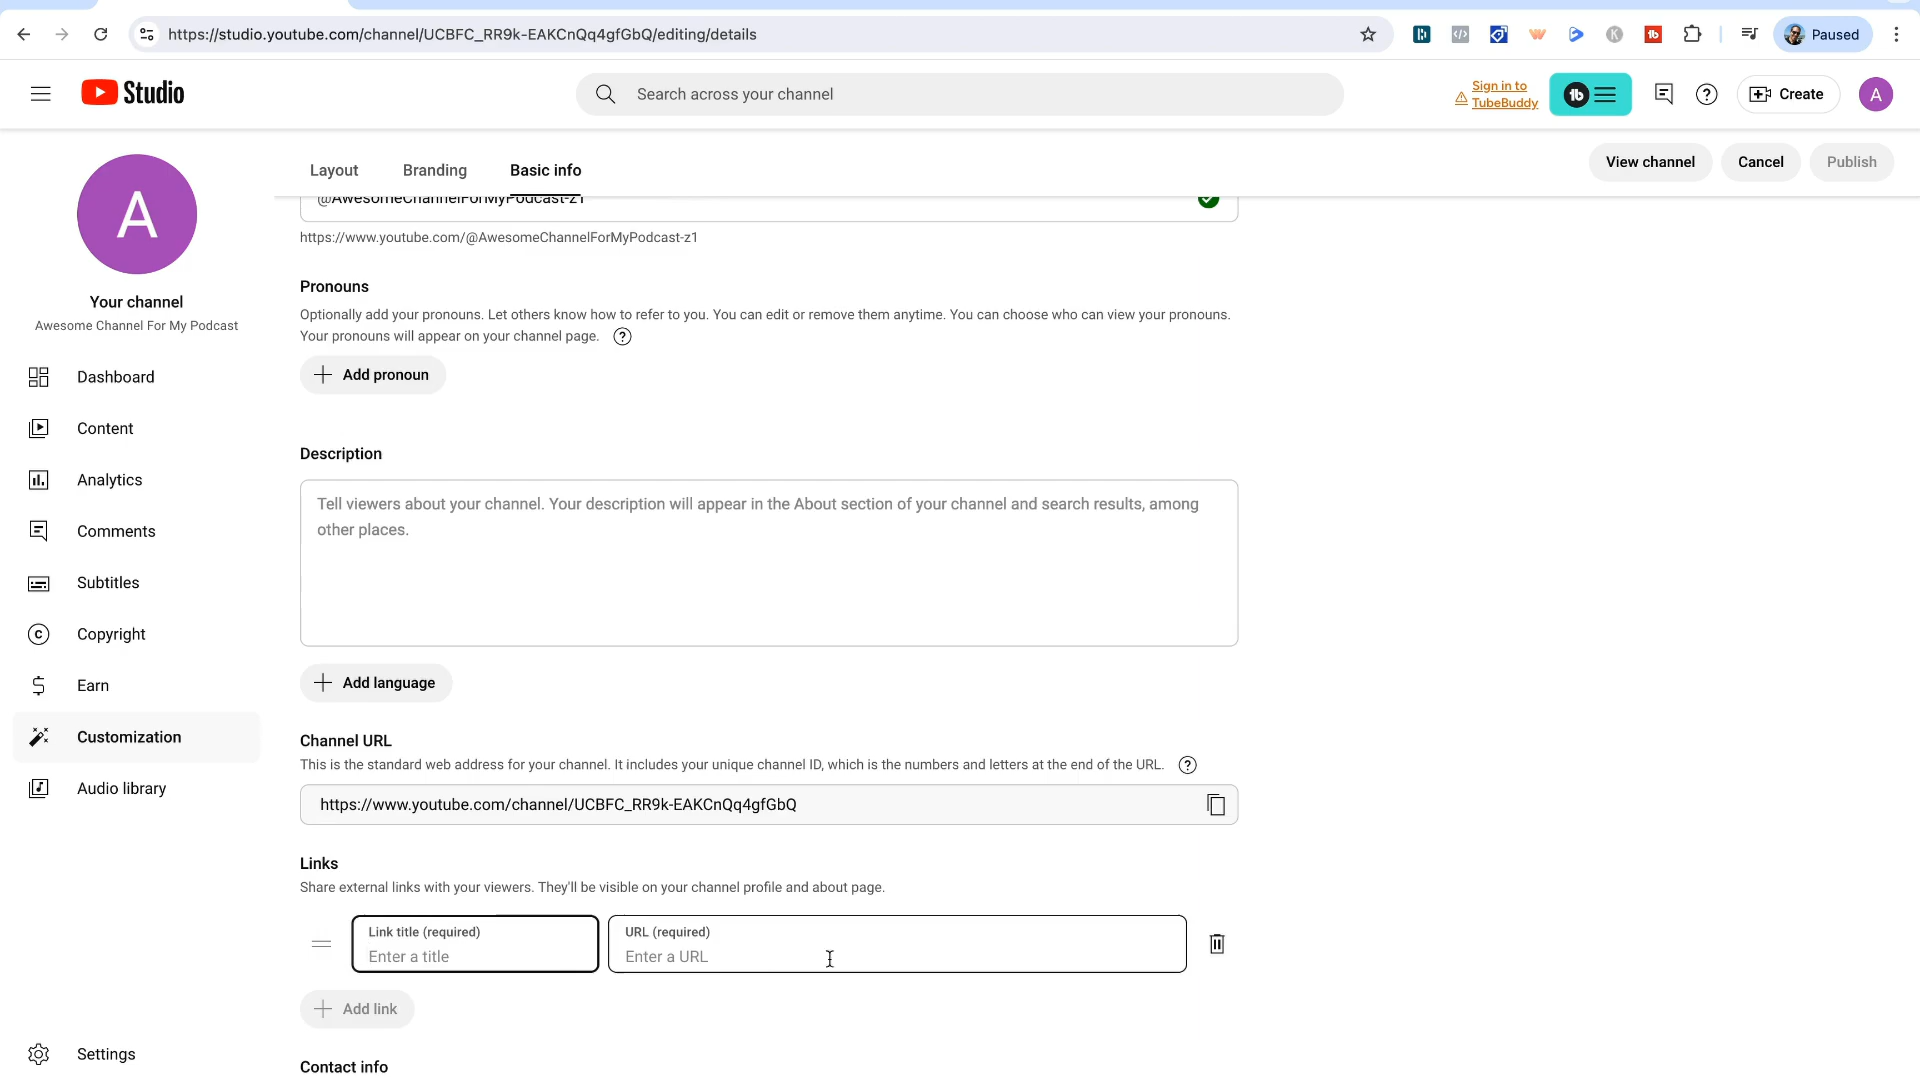 https://studio.youtube.com/channel/UCBFC_RR9k-EAKCnQq4gfGbQ/editing/details
Paused
Studio
Search across your channel
Sign in to
TubeBuddy
tb
Create
A
Layout
Branding
Basic info
View channel
Cancel
Publish
A
Your channel
Awesome Channel For My Podcast
Dashboard
Content
Analytics
Comments
Subtitles
Copyright
Earn
Customization
Audio library
Settings
@AwesomeChannelForMyPodcast-z1
https://www.youtube.com/@AwesomeChannelForMyPodcast-z1
Pronouns
Optionally add your pronouns. Let others know how to refer to you. You can edit or remove them anytime. You can choose who can view your pronouns.
Your pronouns will appear on your channel page.
Add pronoun
Description
Tell viewers about your channel. Your description will appear in the About section of your channel and search results, among
other places.
Add language
Channel URL
This is the standard web address for your channel. It includes your unique channel ID, which is the numbers and letters at the end of the URL.
https://www.youtube.com/channel/UCBFC_RR9k-EAKCnQq4gfGbQ
Links
Share external links with your viewers. They'll be visible on your channel profile and about page.
Link title (required)
Enter a title
URL (required)
Enter a URL
Add link
Contact info